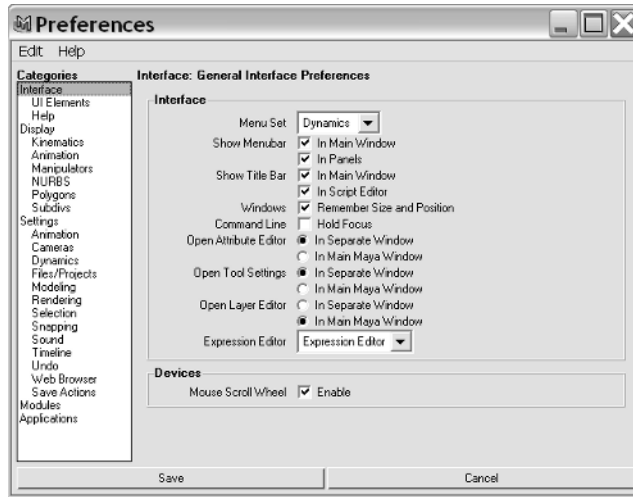 Preferences
Edit Help
Categories
Interface
UI Elements
Help
Display
Kinematics
Animation
Manipulators
NURBS
Polygons
Subdivs
Settings
Animation
Cameras
Dynamics
Files/Projects
Modeling
Rendering
Selection
Snapping
Sound
Timeline
Undo
Web Browser
Save Actions
Modules
Applications
Interface: General Interface Preferences
Interface
Menu Set Dynamics
Show Menubar In Main Window
In Panels
Show Title Bar In Main Window
In Script Editor
Windows Remember Size and Position
Command Line Hold Focus
Open Attribute Editor In Separate Window
In Main Maya Window
Open Tool Settings In Separate Window
In Main Maya Window
Open Layer Editor In Separate Window
In Main Maya Window
Expression Editor Expression Editor
Devices
Mouse Scroll Wheel Enable
Save Cancel